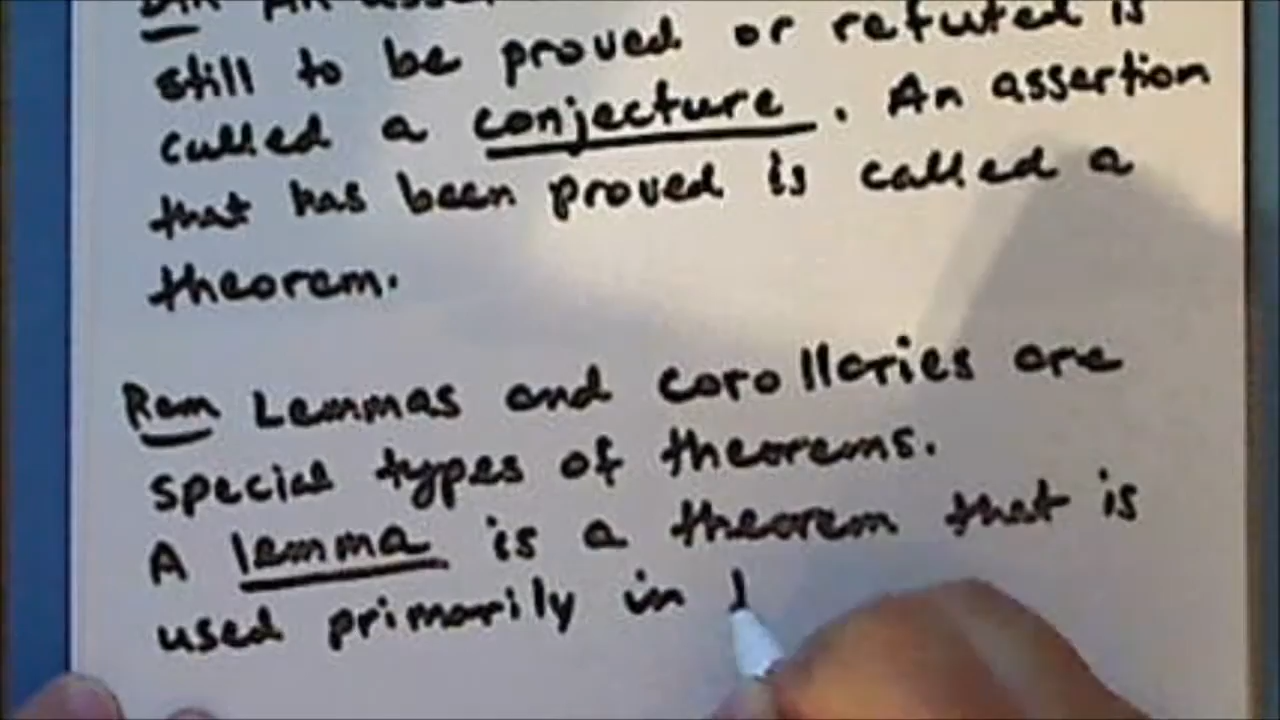 An
still to be proved or refuted is
called a conjecture. An assertion
that has been proved is called a
theorem.
Rem Lemmas and corollaries are
special types of theorems.
A lemma is a theorem that is
used primarily in